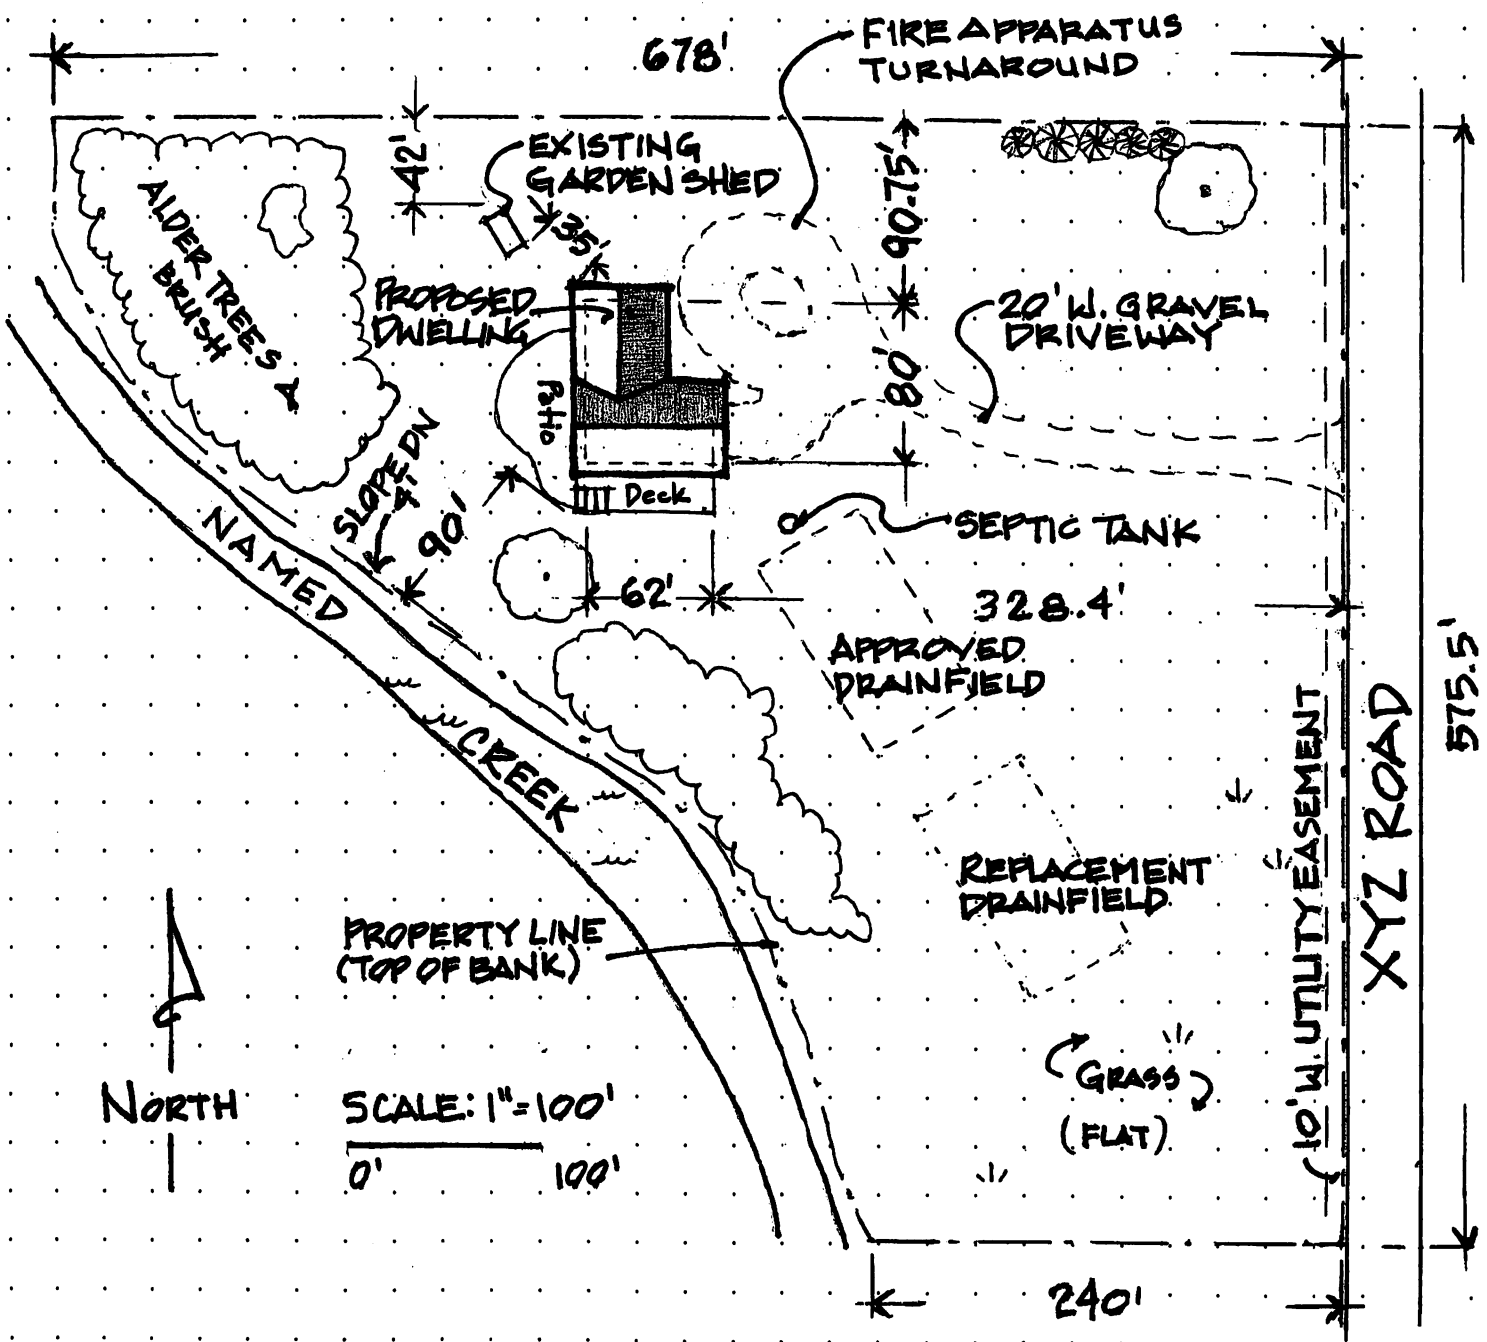 678'
FIRE APPARATUS
TURNAROUND
42'
EXISTING
GARDEN SHED
35'
90.75'
ALDER TREES &
BRUSH
PROPOSED
DWELLING
20' W. GRAVEL
DRIVEWAY
80'
Patio
SLOPE DN
4'
90'
Deck
SEPTIC TANK
NAMED
CREEK
62'
328.4'
APPROVED
DRAINFIELD
575.5'
10' W. UTILITY EASEMENT
XYZ ROAD
REPLACEMENT
DRAINFIELD
PROPERTY LINE
(TOP OF BANK)
NORTH
SCALE: 1"=100'
0' 100'
GRASS
(FLAT)
240'